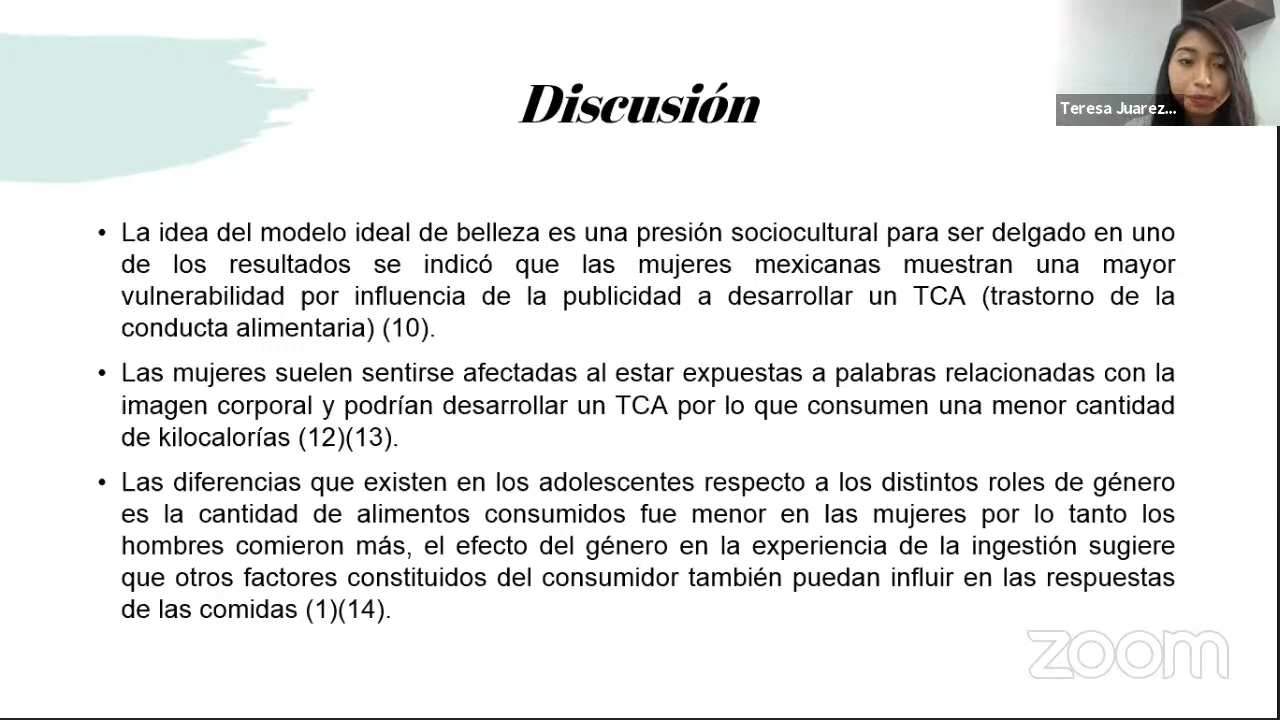 Discusión
Teresa Juarez...
• La idea del modelo ideal de belleza es una presión sociocultural para ser delgado en uno
de los resultados se indicó que las mujeres mexicanas muestran una mayor
vulnerabilidad por influencia de la publicidad a desarrollar un TCA (trastorno de la
conducta alimentaria) (10).
• Las mujeres suelen sentirse afectadas al estar expuestas a palabras relacionadas con la
imagen corporal y podrían desarrollar un TCA por lo que consumen una menor cantidad
de kilocalorías (12)(13).
• Las diferencias que existen en los adolescentes respecto a los distintos roles de género
es la cantidad de alimentos consumidos fue menor en las mujeres por lo tanto los
hombres comieron más, el efecto del género en la experiencia de la ingestión sugiere
que otros factores constituidos del consumidor también puedan influir en las respuestas
de las comidas (1)(14).
zoom